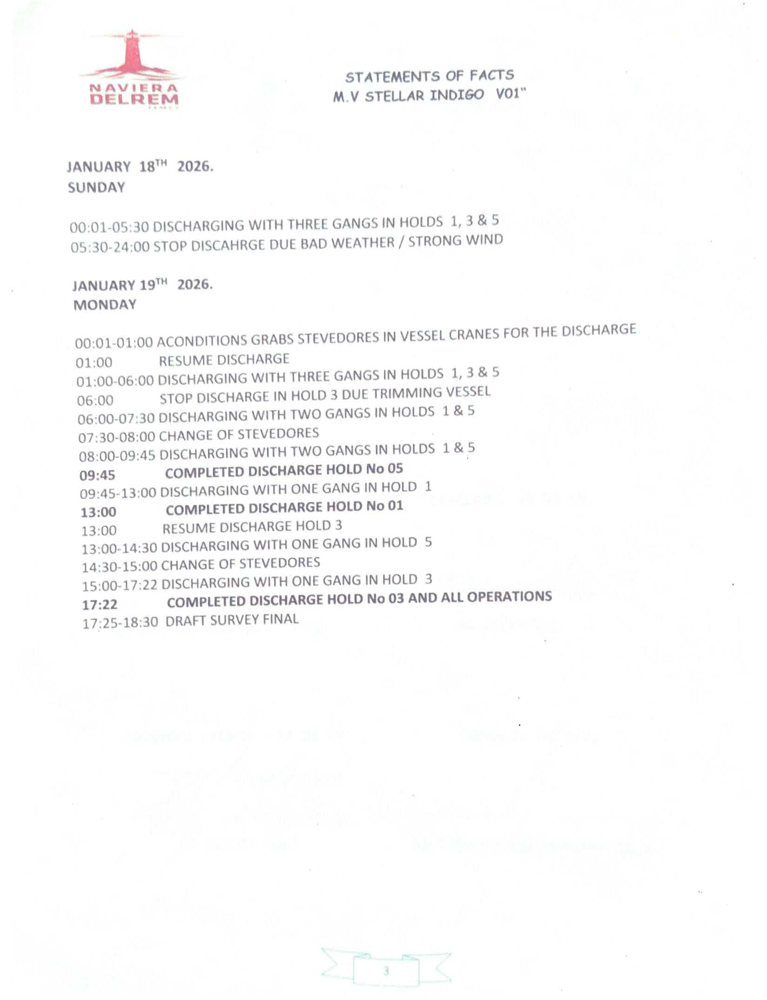 NAVIERA
DELREM
STATEMENTS OF FACTS
M.V STELLAR INDIGO V01"
JANUARY 18TH 2026.
SUNDAY
00:01-05:30 DISCHARGING WITH THREE GANGS IN HOLDS 1, 3 & 5
05:30-24:00 STOP DISCAHRGE DUE BAD WEATHER / STRONG WIND
JANUARY 19TH 2026.
MONDAY
00:01-01:00 ACONDITIONS GRABS STEVEDORES IN VESSEL CRANES FOR THE DISCHARGE
01:00 RESUME DISCHARGE
01:00-06:00 DISCHARGING WITH THREE GANGS IN HOLDS 1, 3 & 5
06:00 STOP DISCHARGE IN HOLD 3 DUE TRIMMING VESSEL
06:00-07:30 DISCHARGING WITH TWO GANGS IN HOLDS 1 & 5
07:30-08:00 CHANGE OF STEVEDORES
08:00-09:45 DISCHARGING WITH TWO GANGS IN HOLDS 1 & 5
09:45 COMPLETED DISCHARGE HOLD No 05
09:45-13:00 DISCHARGING WITH ONE GANG IN HOLD 1
13:00 COMPLETED DISCHARGE HOLD No 01
13:00 RESUME DISCHARGE HOLD 3
13:00-14:30 DISCHARGING WITH ONE GANG IN HOLD 5
14:30-15:00 CHANGE OF STEVEDORES
15:00-17:22 DISCHARGING WITH ONE GANG IN HOLD 3
17:22 COMPLETED DISCHARGE HOLD No 03 AND ALL OPERATIONS
17:25-18:30 DRAFT SURVEY FINAL
3